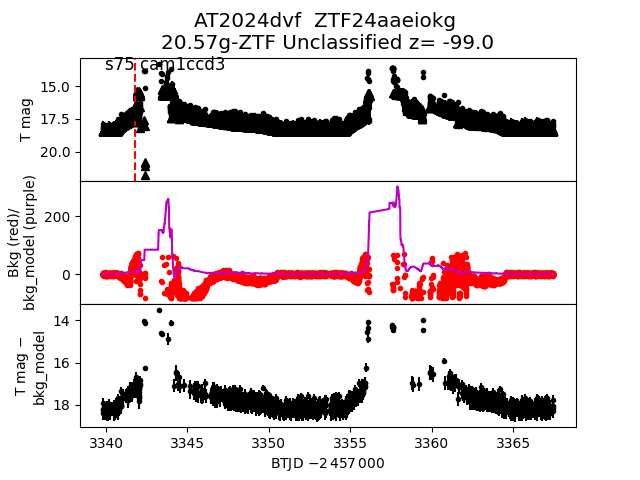 AT2024dvf  ZTF24aaeiokg
20.57g-ZTF Unclassified z= -99.0
s75 cam1ccd3
T mag
15.0
17.5
20.0
Bkg (red)/
bkg_model (purple)
200
0
T mag −
bkg_model
14
16
18
3340
3345
3350
3355
3360
3365
BTJD −2 457 000